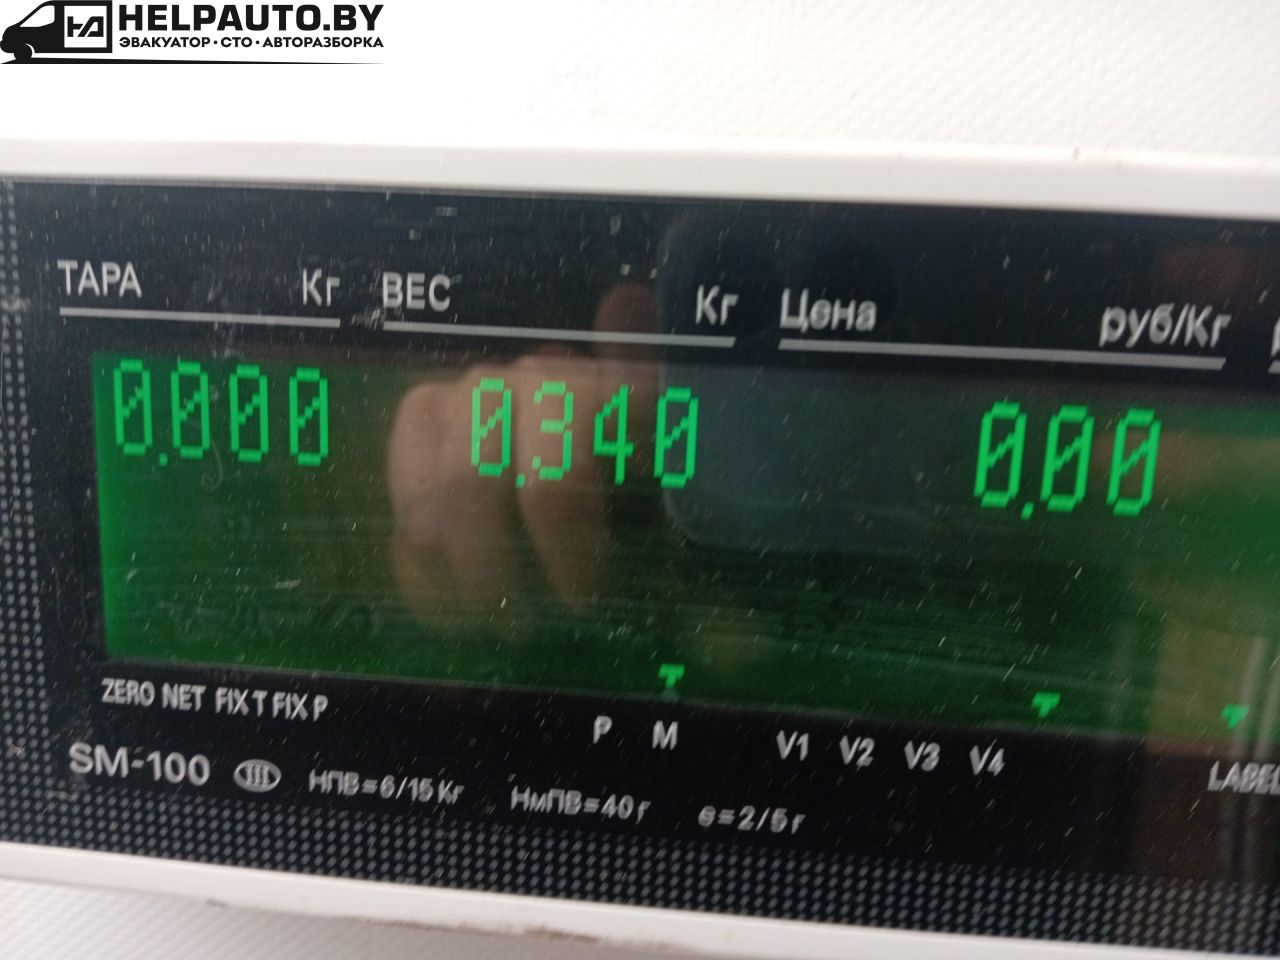 HELPAUTO.BY
ЭВАКУАТОР·СТО·АВТОРАЗБОРКА
ТАРА Кг ВЕС Кг Цена руб/Кг
0.000 0.340 0.00
ZERO NET FIX T FIX P
P M V1 V2 V3 V4 LABEL
SM-100 НПВ=6/15 Кг НмПВ=40 г e=2/5 г